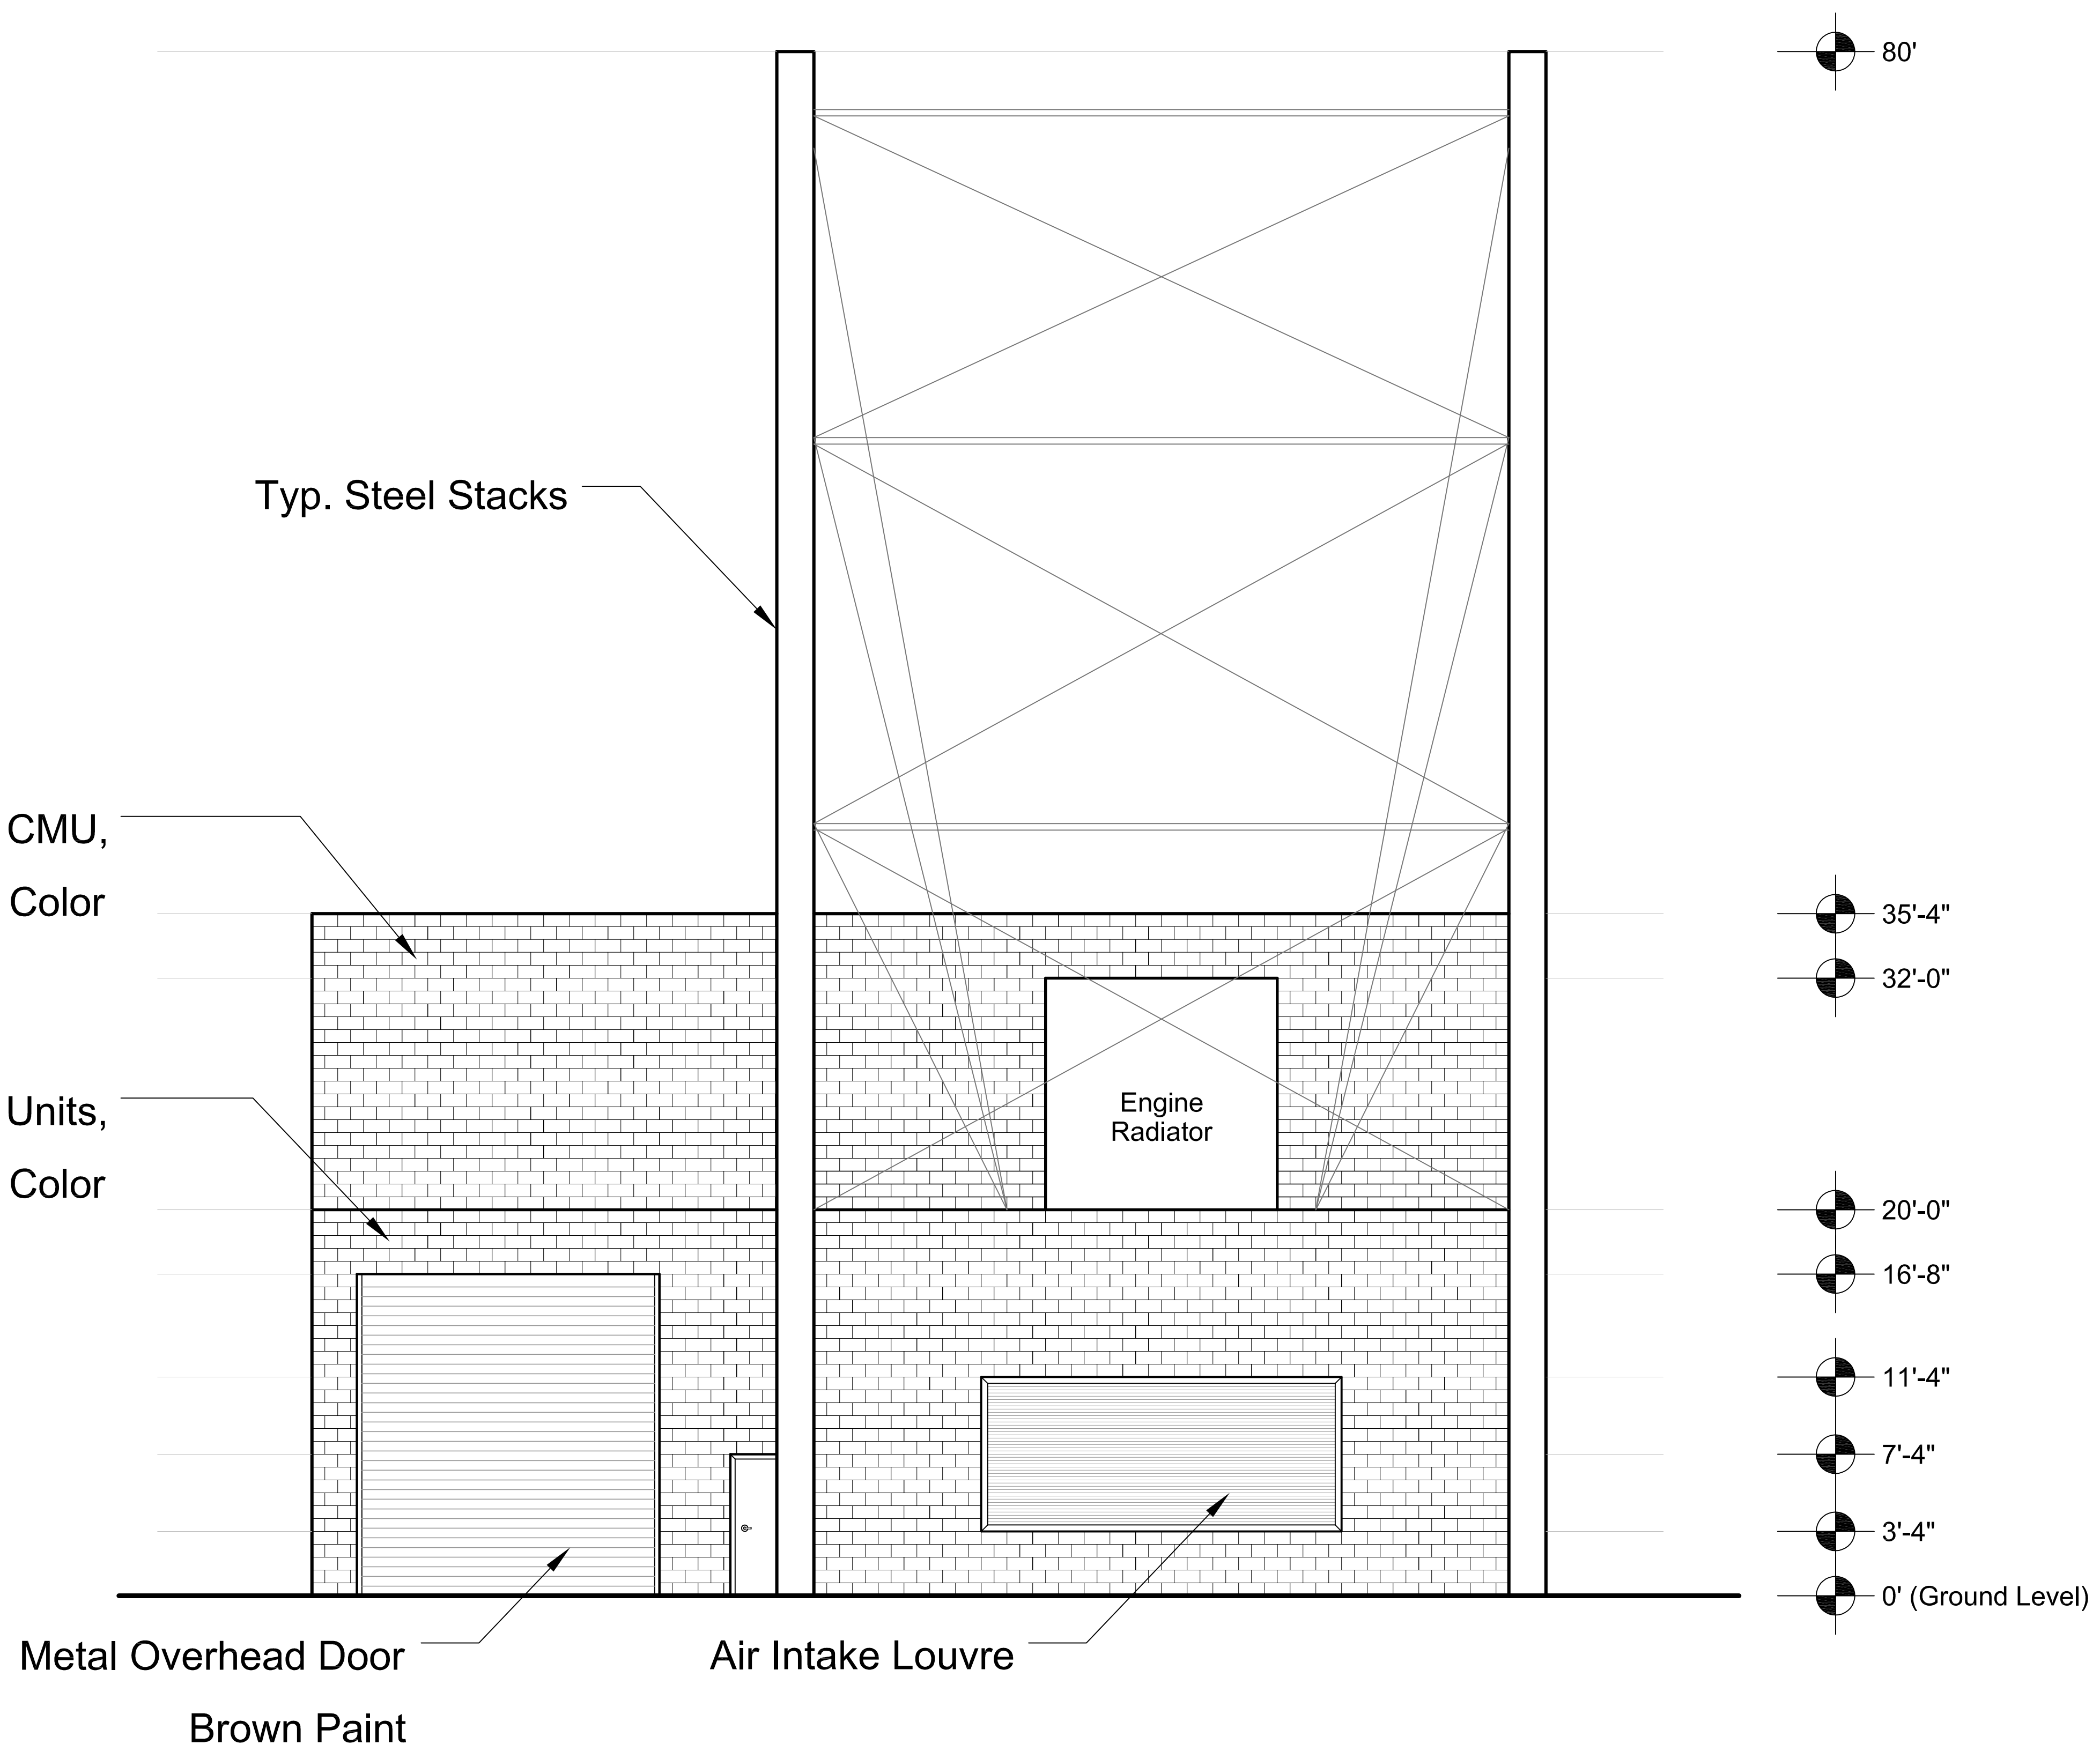 80'
Typ. Steel Stacks
CMU,
Color
35'-4"
32'-0"
Units,
Color
Engine
Radiator
20'-0"
16'-8"
11'-4"
7'-4"
3'-4"
0' (Ground Level)
Metal Overhead Door
Brown Paint
Air Intake Louvre